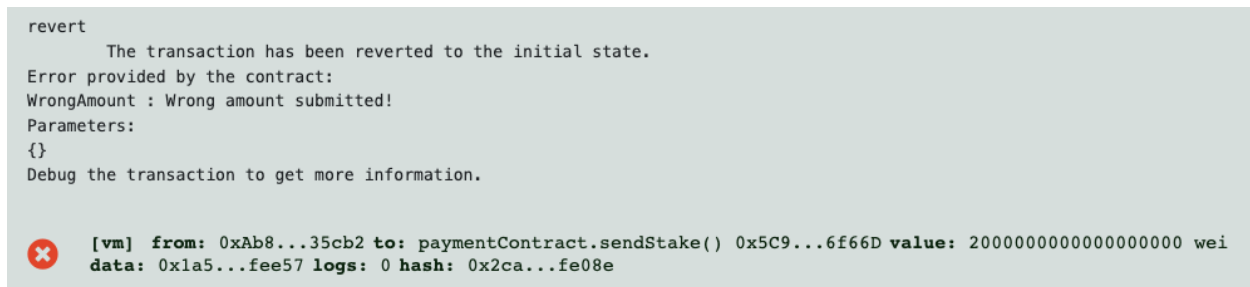 revert
The transaction has been reverted to the initial state.
Error provided by the contract:
WrongAmount : Wrong amount submitted!
Parameters:
{}
Debug the transaction to get more information.
[vm] from: 0xAb8...35cb2 to: paymentContract.sendStake() 0x5C9...6f66D value: 2000000000000000000 wei
data: 0x1a5...fee57 logs: 0 hash: 0x2ca...fe08e